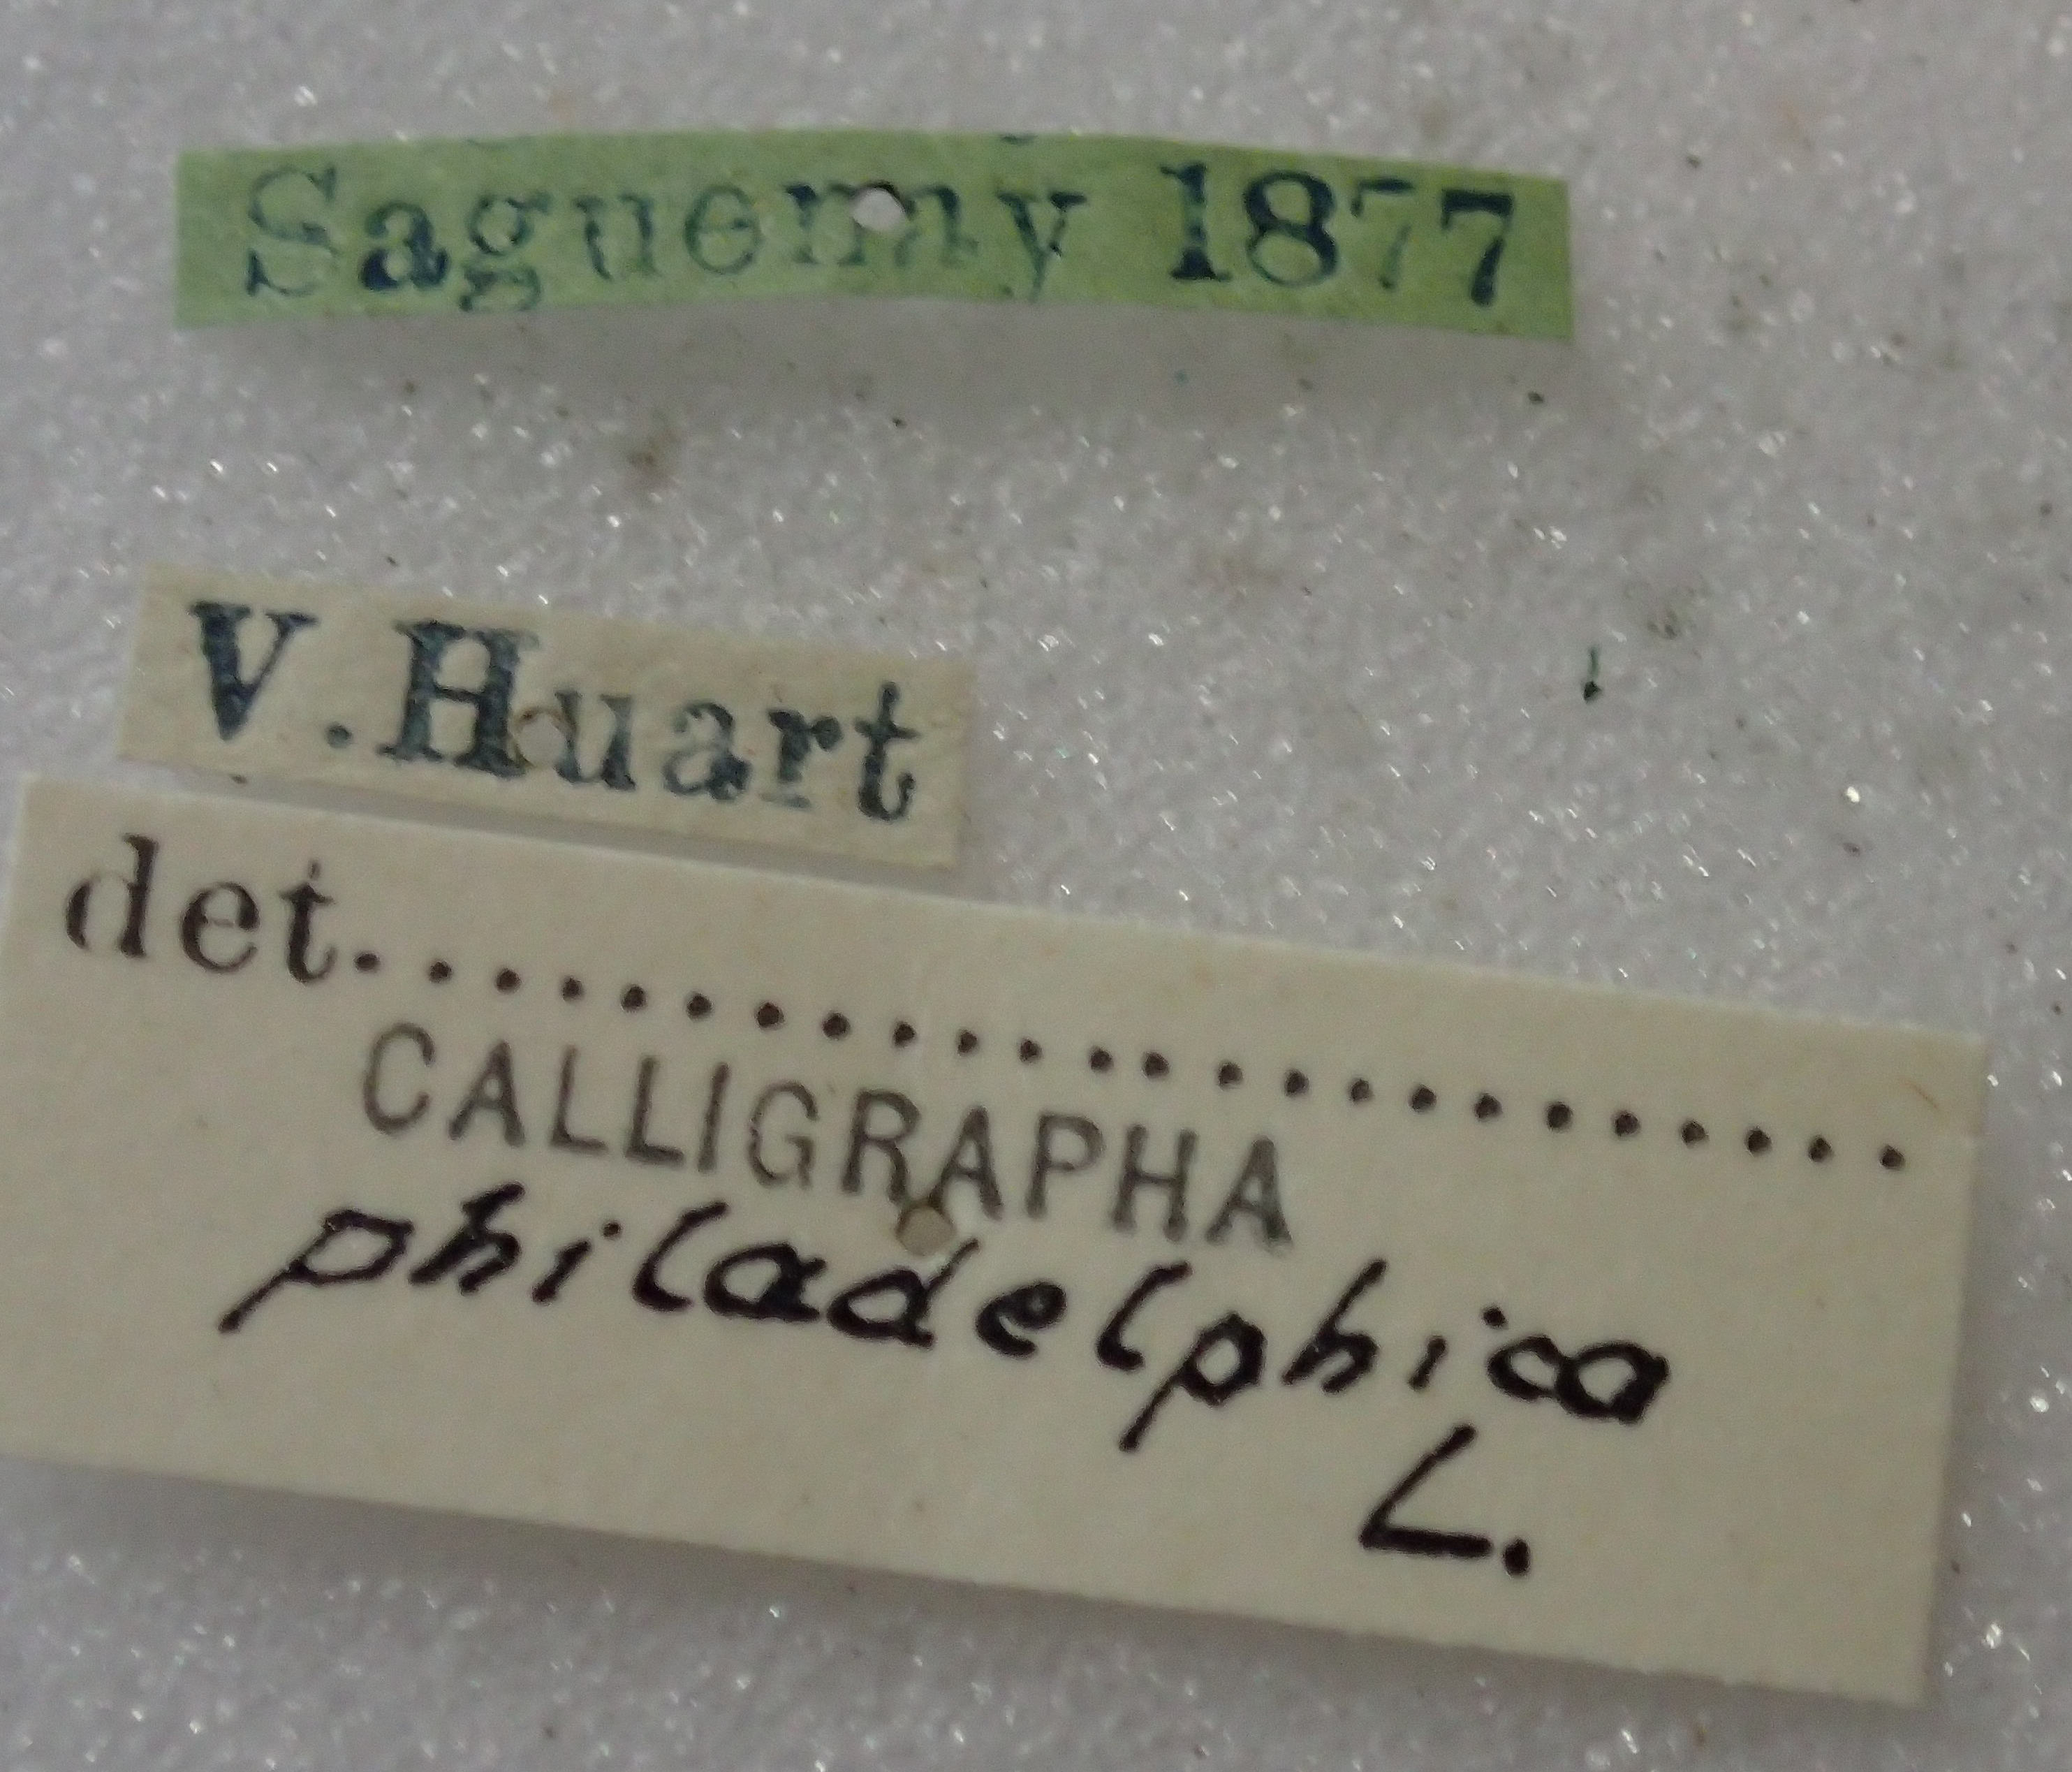 Saguenay 1877
V. Huart
det........................
CALLIGRAPHA
philadelphica
L.